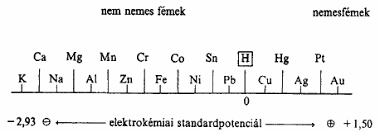 nem nemes fémek nemesfémek
Ca Mg Mn Cr Co Sn H Hg Pt
K Na Al Zn Fe Ni Pb Cu Ag Au
0
−2,93 ⊖ ← elektrokémiai standardpotenciál → ⊕ +1,50